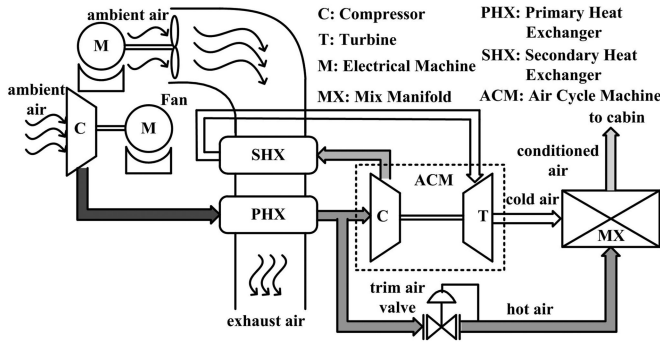 ambient air
M
Fan
ambient
air
C
M
C: Compressor
T: Turbine
M: Electrical Machine
MX: Mix Manifold
PHX: Primary Heat
Exchanger
SHX: Secondary Heat
Exchanger
ACM: Air Cycle Machine
to cabin
conditioned
air
SHX
ACM
PHX
C
T
cold air
MX
trim air
valve
hot air
exhaust air